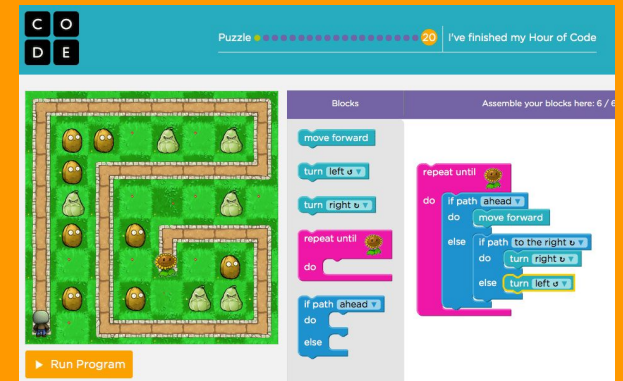 C O
D E
Puzzle 20 I've finished my Hour of Code
Blocks
Assemble your blocks here: 6 / 6
move forward
turn left ↺ ▼
turn right ↻ ▼
repeat until
do
if path ahead ▼
do
else
repeat until
do if path ahead ▼
do move forward
else if path to the right ↻ ▼
do turn right ↻ ▼
else turn left ↺ ▼
Run Program